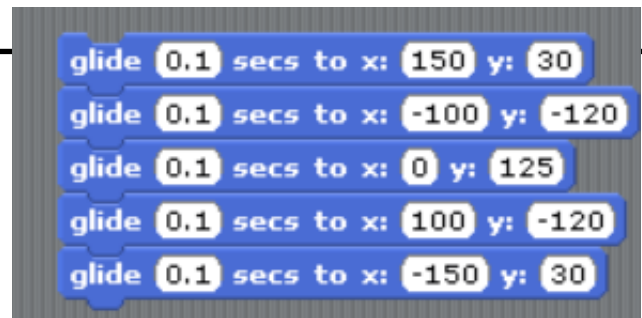 glide 0.1 secs to x: 150 y: 30
glide 0.1 secs to x: -100 y: -120
glide 0.1 secs to x: 0 y: 125
glide 0.1 secs to x: 100 y: -120
glide 0.1 secs to x: -150 y: 30